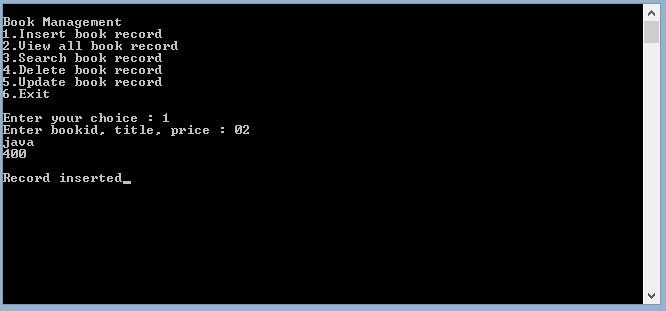 Book Management
1.Insert book record
2.View all book record
3.Search book record
4.Delete book record
5.Update book record
6.Exit
Enter your choice : 1
Enter bookid, title, price : 02
java
400
Record inserted_